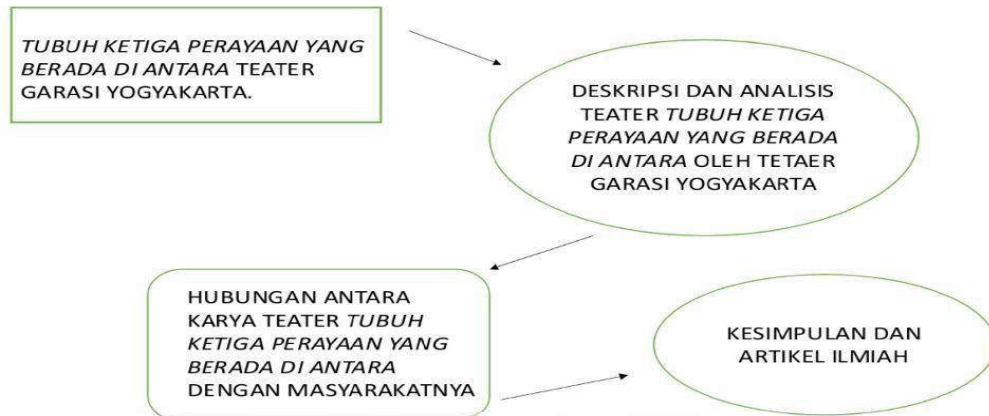 TUBUH KETIGA PERAYAAN YANG
BERADA DI ANTARA TEATER
GARASI YOGYAKARTA.
DESKRIPSI DAN ANALISIS
TEATER TUBUH KETIGA
PERAYAAN YANG BERADA
DI ANTARA OLEH TETAER
GARASI YOGYAKARTA
HUBUNGAN ANTARA
KARYA TEATER TUBUH
KETIGA PERAYAAN YANG
BERADA DI ANTARA
DENGAN MASYARAKATNYA
KESIMPULAN DAN
ARTIKEL ILMIAH